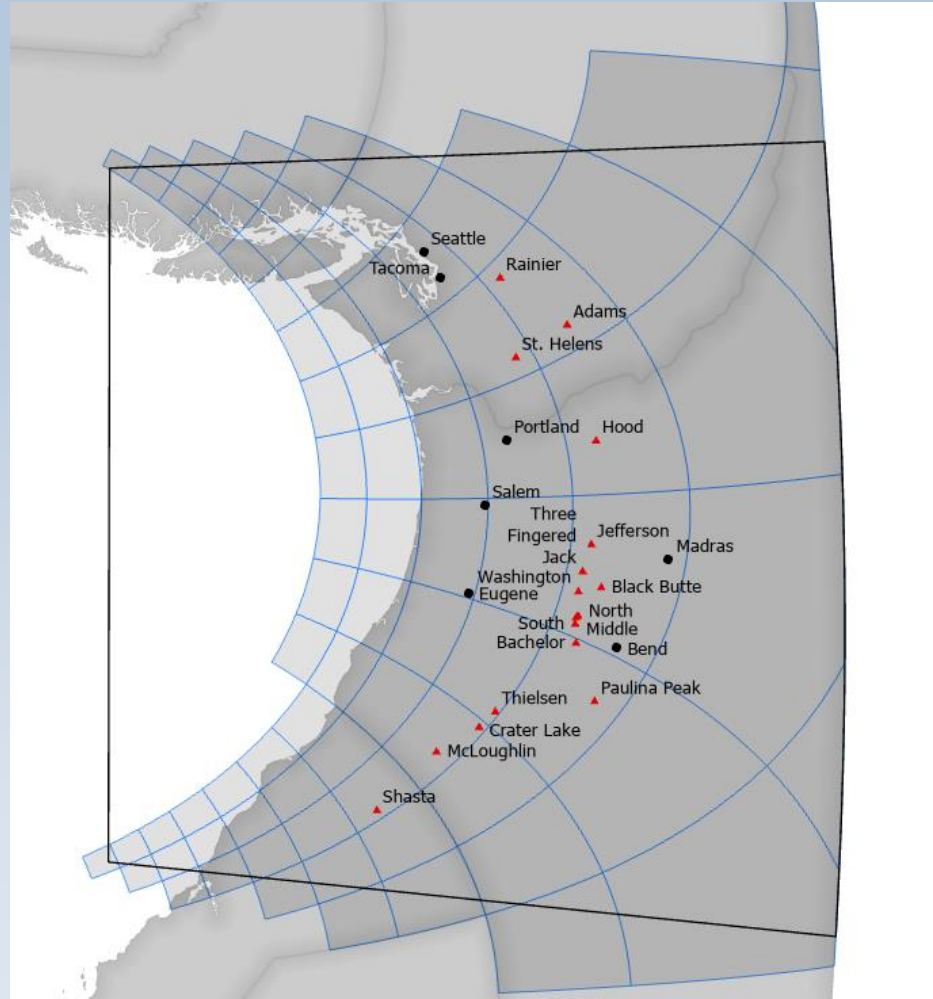 Seattle
Tacoma
Rainier
Adams
St. Helens
Portland
Hood
Salem
Three
Fingered
Jack
Jefferson
Madras
Washington
Black Butte
Eugene
North
South
Middle
Bachelor
Bend
Paulina Peak
Thielsen
Crater Lake
McLoughlin
Shasta